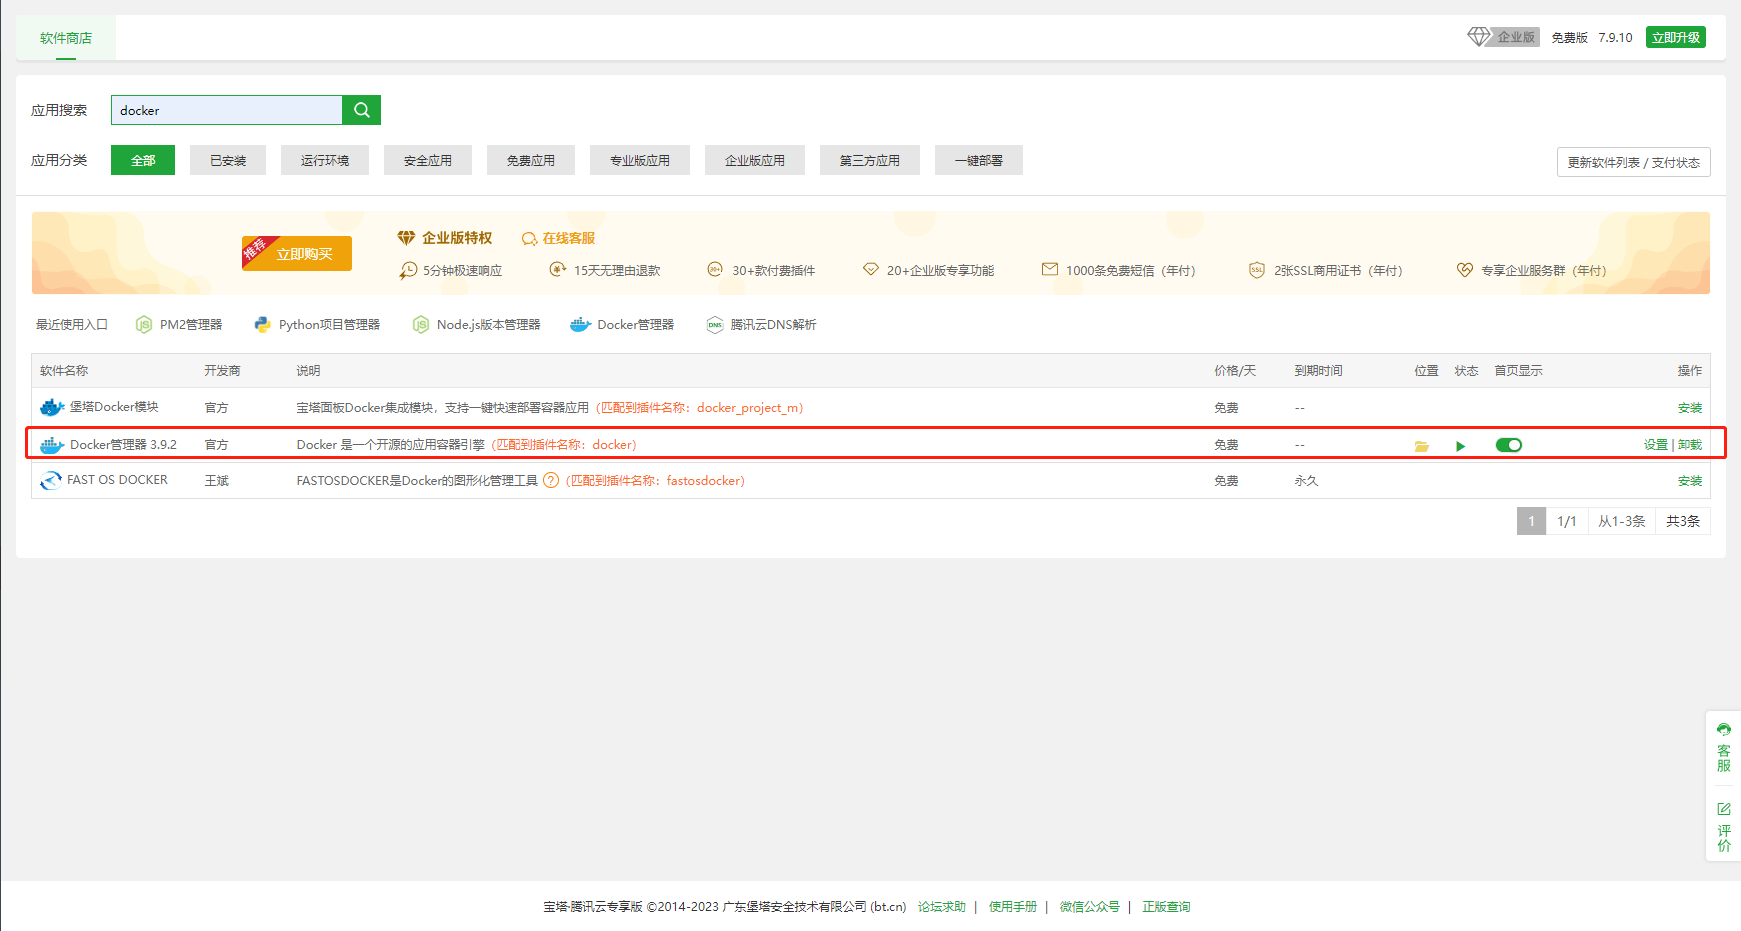 软件商店
企业版 免费版 7.9.10 立即升级
应用搜索 docker
应用分类 全部 已安装 运行环境 安全应用 免费应用 专业版应用 企业版应用 第三方应用 一键部署
更新软件列表 / 支付状态
推荐 立即购买
企业版特权 在线客服
5分钟极速响应 15天无理由退款 30+款付费插件 20+企业版专享功能 1000条免费短信（年付） 2张SSL商用证书（年付） 专享企业服务群（年付）
最近使用入口 PM2管理器 Python项目管理器 Node.js版本管理器 Docker管理器 DNS 腾讯云DNS解析
软件名称 开发商 说明 价格/天 到期时间 位置 状态 首页显示 操作
堡塔Docker模块 官方 宝塔面板Docker集成模块，支持一键快速部署容器应用（匹配到插件名称：docker_project_m） 免费 -- 安装
Docker管理器 3.9.2 官方 Docker 是一个开源的应用容器引擎（匹配到插件名称：docker） 免费 -- 设置 | 卸载
FAST OS DOCKER 王斌 FASTOSDOCKER是Docker的图形化管理工具 ?（匹配到插件名称：fastosdocker） 免费 永久 安装
1 1/1 从1-3条 共3条
客服
评价
宝塔·腾讯云专享版 ©2014-2023 广东堡塔安全技术有限公司 (bt.cn) 论坛求助 | 使用手册 | 微信公众号 | 正版查询